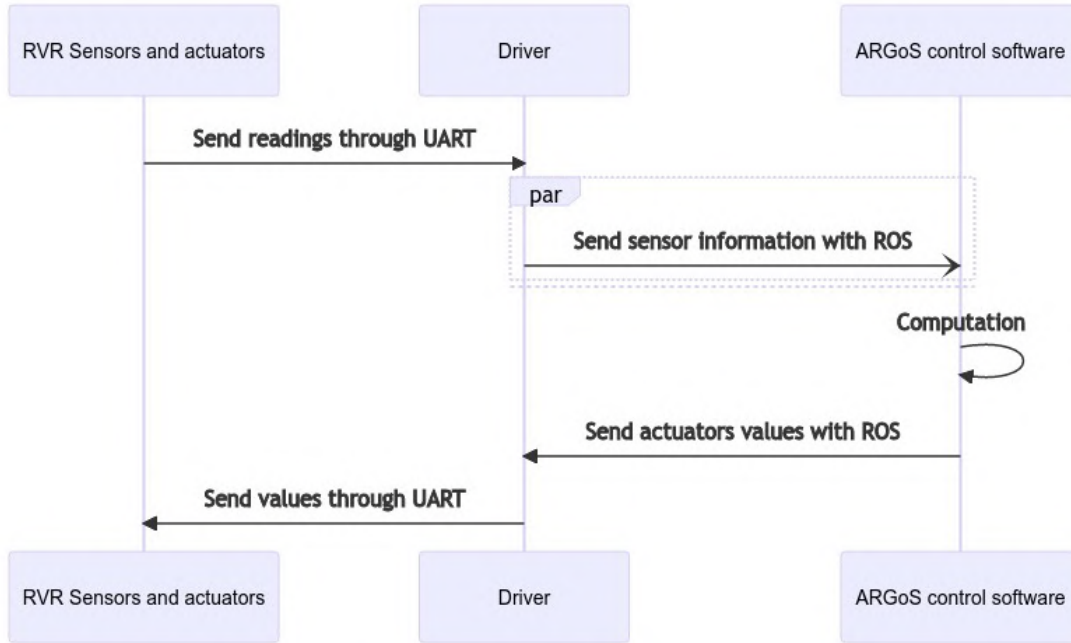 RVR Sensors and actuators
Driver
ARGoS control software
Send readings through UART
par
Send sensor information with ROS
Computation
Send actuators values with ROS
Send values through UART
RVR Sensors and actuators
Driver
ARGoS control software